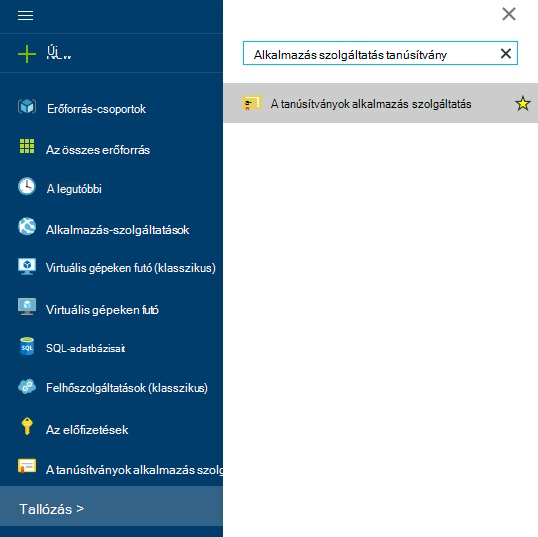 Új
Alkalmazás szolgáltatás tanúsítvány
A tanúsítványok alkalmazás szolgáltatás
Erőforrás-csoportok
Az összes erőforrás
A legutóbbi
Alkalmazás-szolgáltatások
Virtuális gépeken futó (klasszikus)
Virtuális gépeken futó
SQL
SQL-adatbázisait
Felhőszolgáltatások (klasszikus)
Az előfizetések
A tanúsítványok alkalmazás szolg
Tallózás >